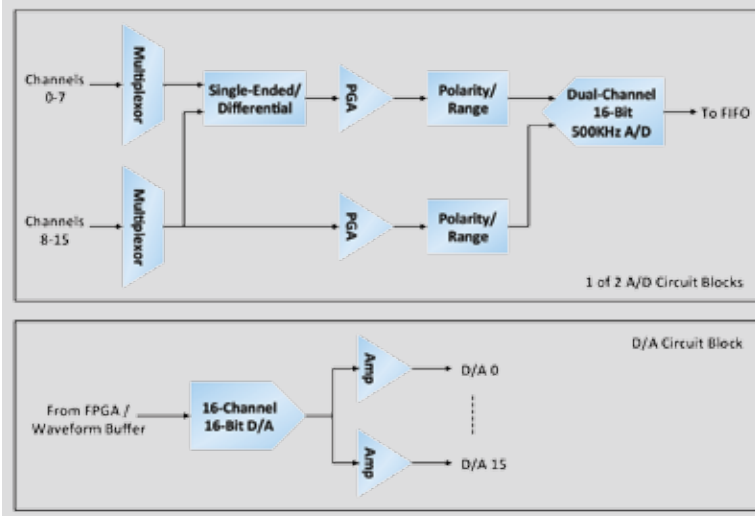 Channels
0-7
Multiplexor
Single-Ended/
Differential
PGA
Polarity/
Range
Dual-Channel
16-Bit
500KHz A/D
To FIFO
Channels
8-15
Multiplexor
PGA
Polarity/
Range
1 of 2 A/D Circuit Blocks
D/A Circuit Block
From FPGA /
Waveform Buffer
16-Channel
16-Bit D/A
Amp
D/A 0
Amp
D/A 15